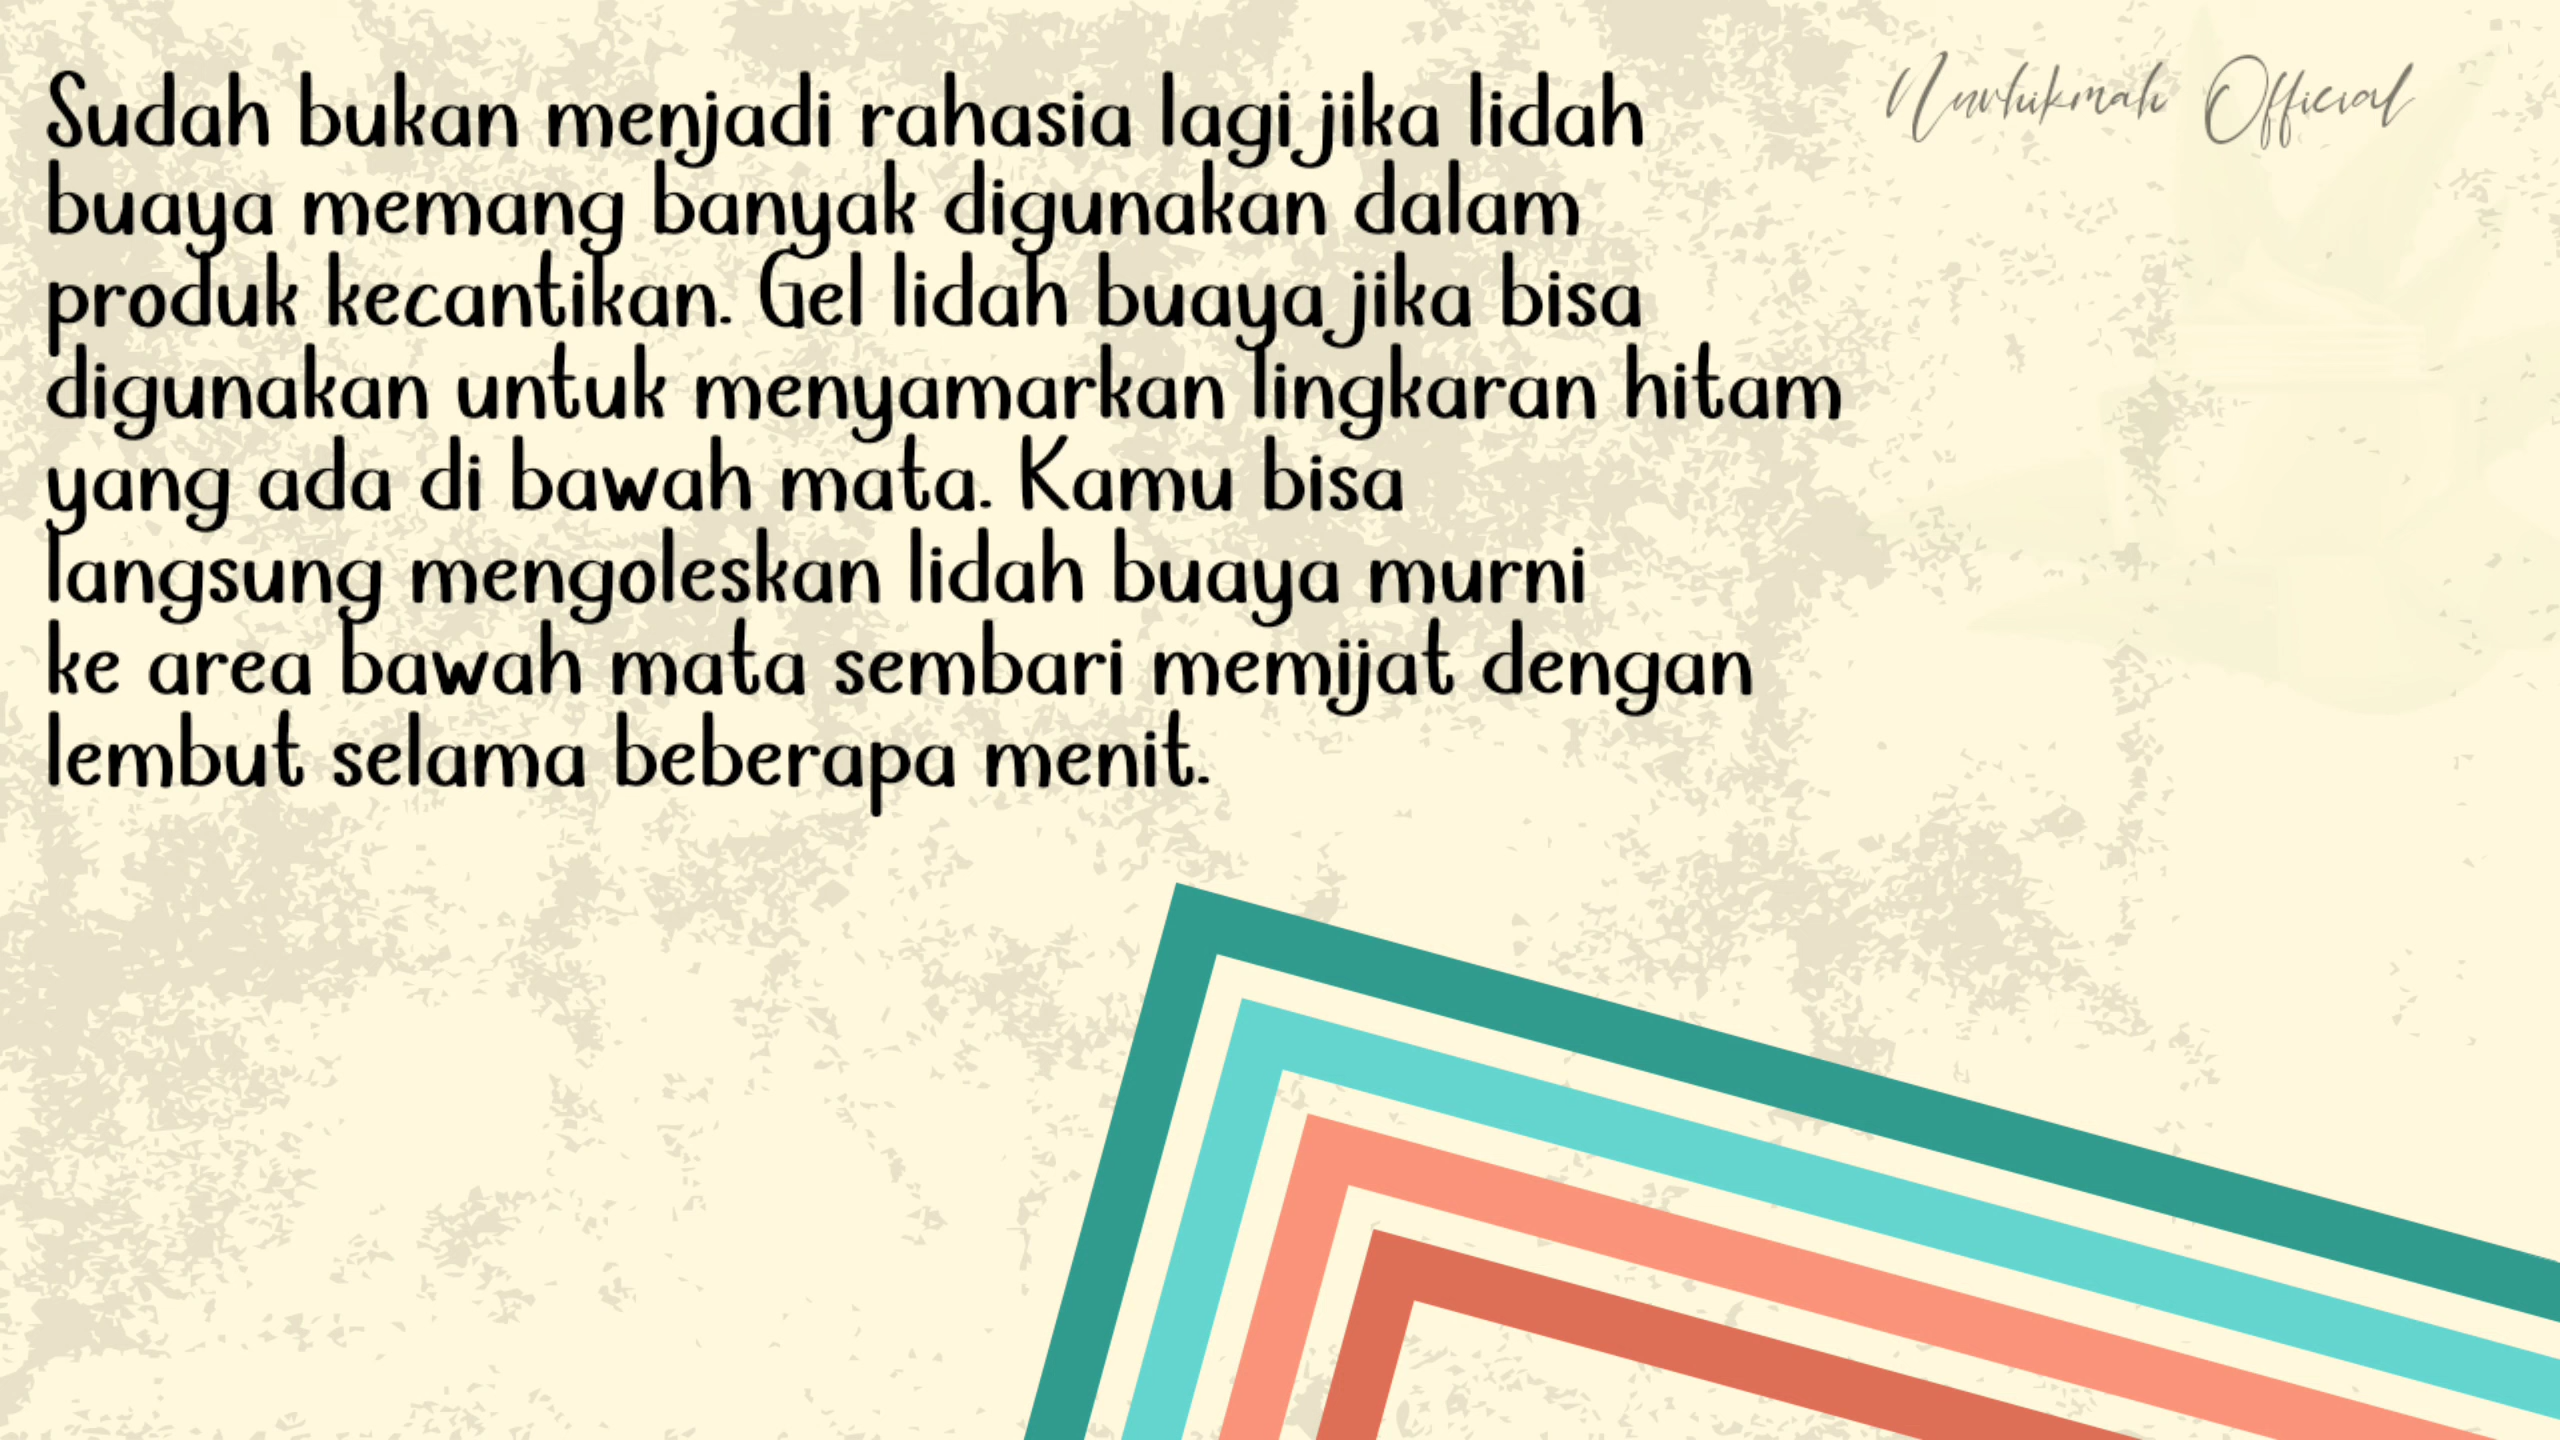 Sudah bukan menjadi rahasia lagi jika lidah
buaya memang banyak digunakan dalam
produk kecantikan. Gel lidah buaya jika bisa
digunakan untuk menyamarkan lingkaran hitam
yang ada di bawah mata. Kamu bisa
langsung mengoleskan lidah buaya murni
ke area bawah mata sembari memijat dengan
lembut selama beberapa menit.
Official